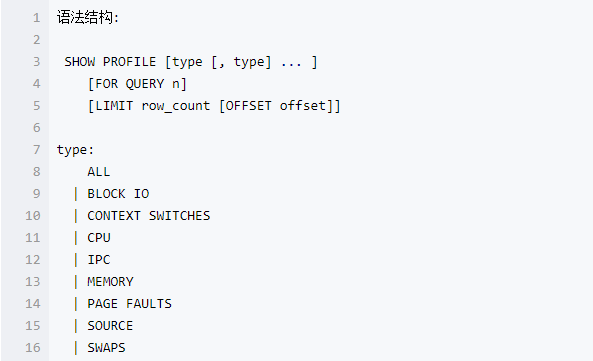 1 语法结构:
2
3 SHOW PROFILE [type [, type] ... ]
4 [FOR QUERY n]
5 [LIMIT row_count [OFFSET offset]]
6
7 type:
8 ALL
9 | BLOCK IO
10 | CONTEXT SWITCHES
11 | CPU
12 | IPC
13 | MEMORY
14 | PAGE FAULTS
15 | SOURCE
16 | SWAPS